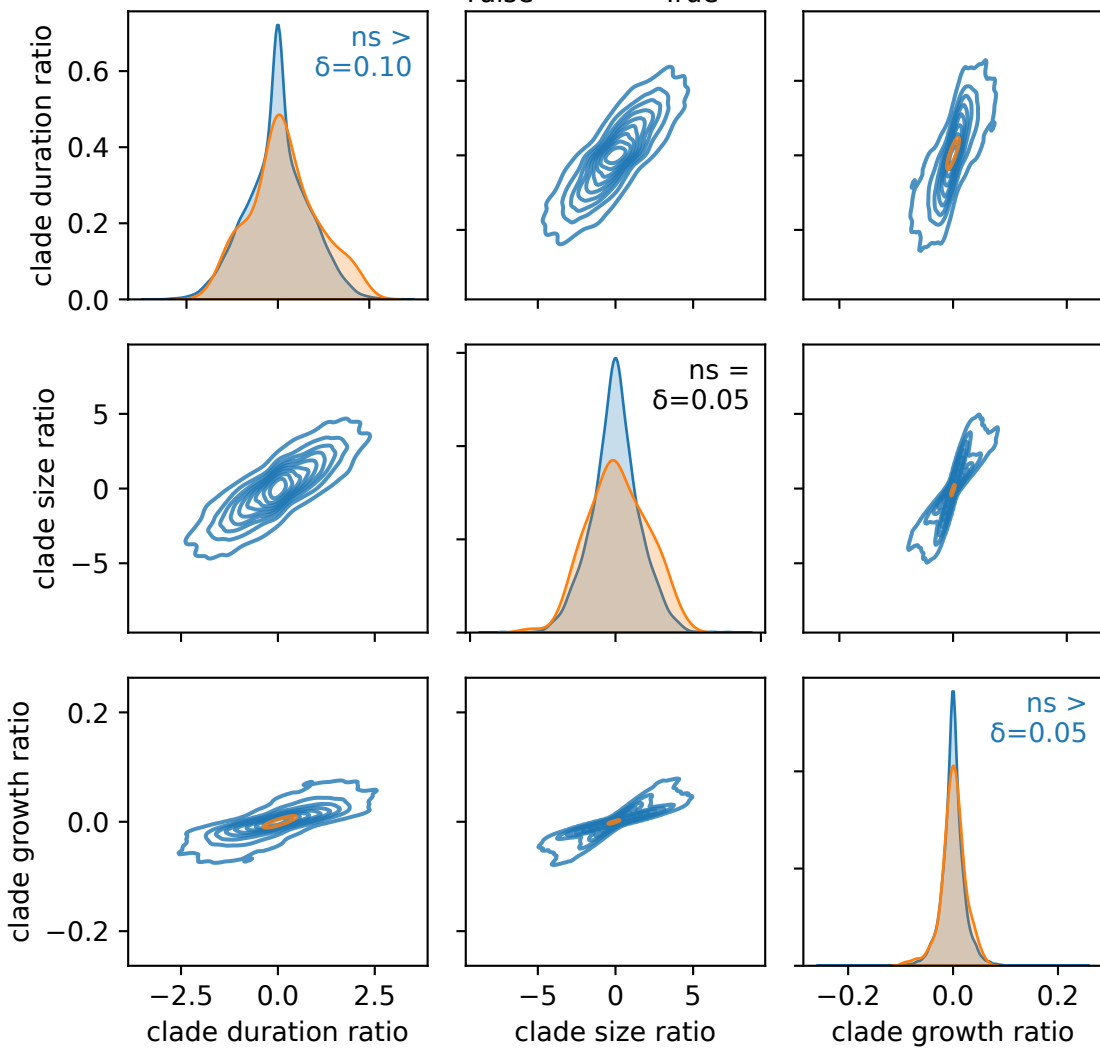 True
clade duration ratio
0.6
0.4
0.2
0.0
ns >
δ=0.10
clade size ratio
5
0
−5
ns =
δ=0.05
clade growth ratio
0.2
0.0
−0.2
ns >
δ=0.05
−2.5 0.0 2.5
−5 0 5
−0.2 0.0 0.2
clade duration ratio
clade size ratio
clade growth ratio